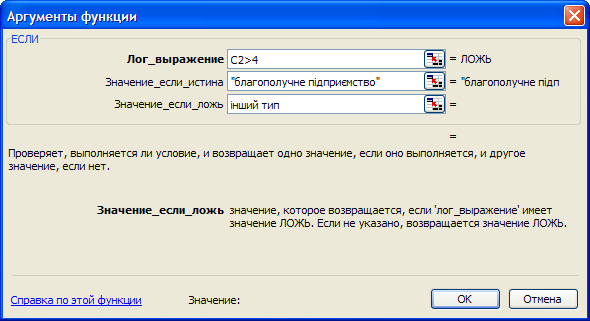 Аргументы функции
ЕСЛИ
Лог_выражение C2>4 = ЛОЖЬ
Значение_если_истина "благополучне підприємство" = "благополучне підп
Значение_если_ложь інший тип =
=
Проверяет, выполняется ли условие, и возвращает одно значение, если оно выполняется, и другое
значение, если нет.
Значение_если_ложь значение, которое возвращается, если 'лог_выражение' имеет
значение ЛОЖЬ. Если не указано, возвращается значение ЛОЖЬ.
Справка по этой функции Значение: ОК Отмена